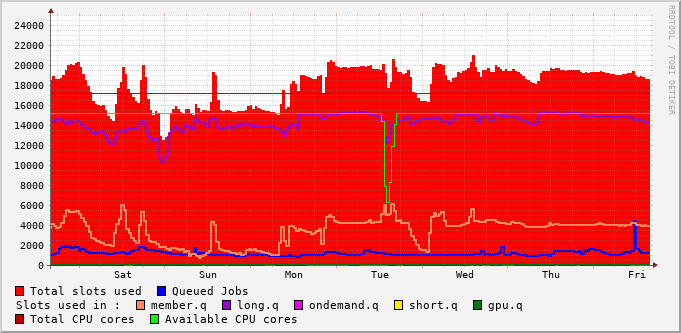 24000
22000
20000
18000
16000
14000
12000
10000
8000
6000
4000
2000
0
Sat Sun Mon Tue Wed Thu Fri
RRDTOOL / TOBI OETIKER
Total slots used Queued Jobs
Slots used in : member.q long.q ondemand.q short.q gpu.q
Total CPU cores Available CPU cores